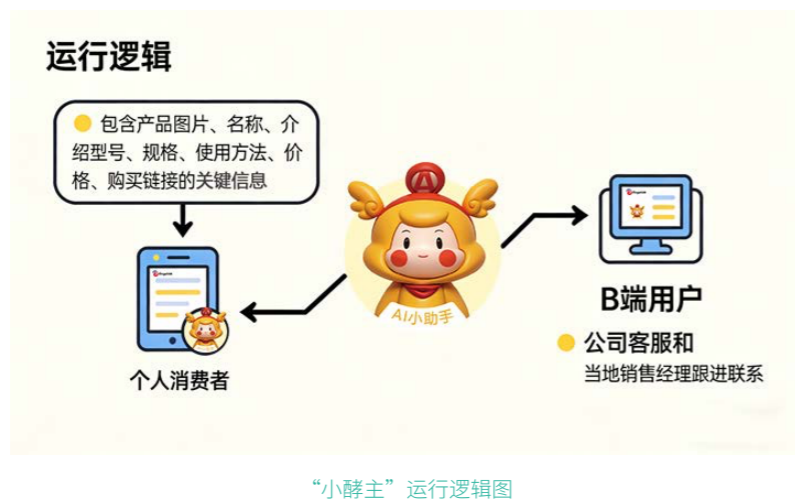 运行逻辑
包含产品图片、名称、介
绍型号、规格、使用方法、价
格、购买链接的关键信息
AI小助手
个人消费者
B端用户
公司客服和
当地销售经理跟进联系
“小酵主”运行逻辑图